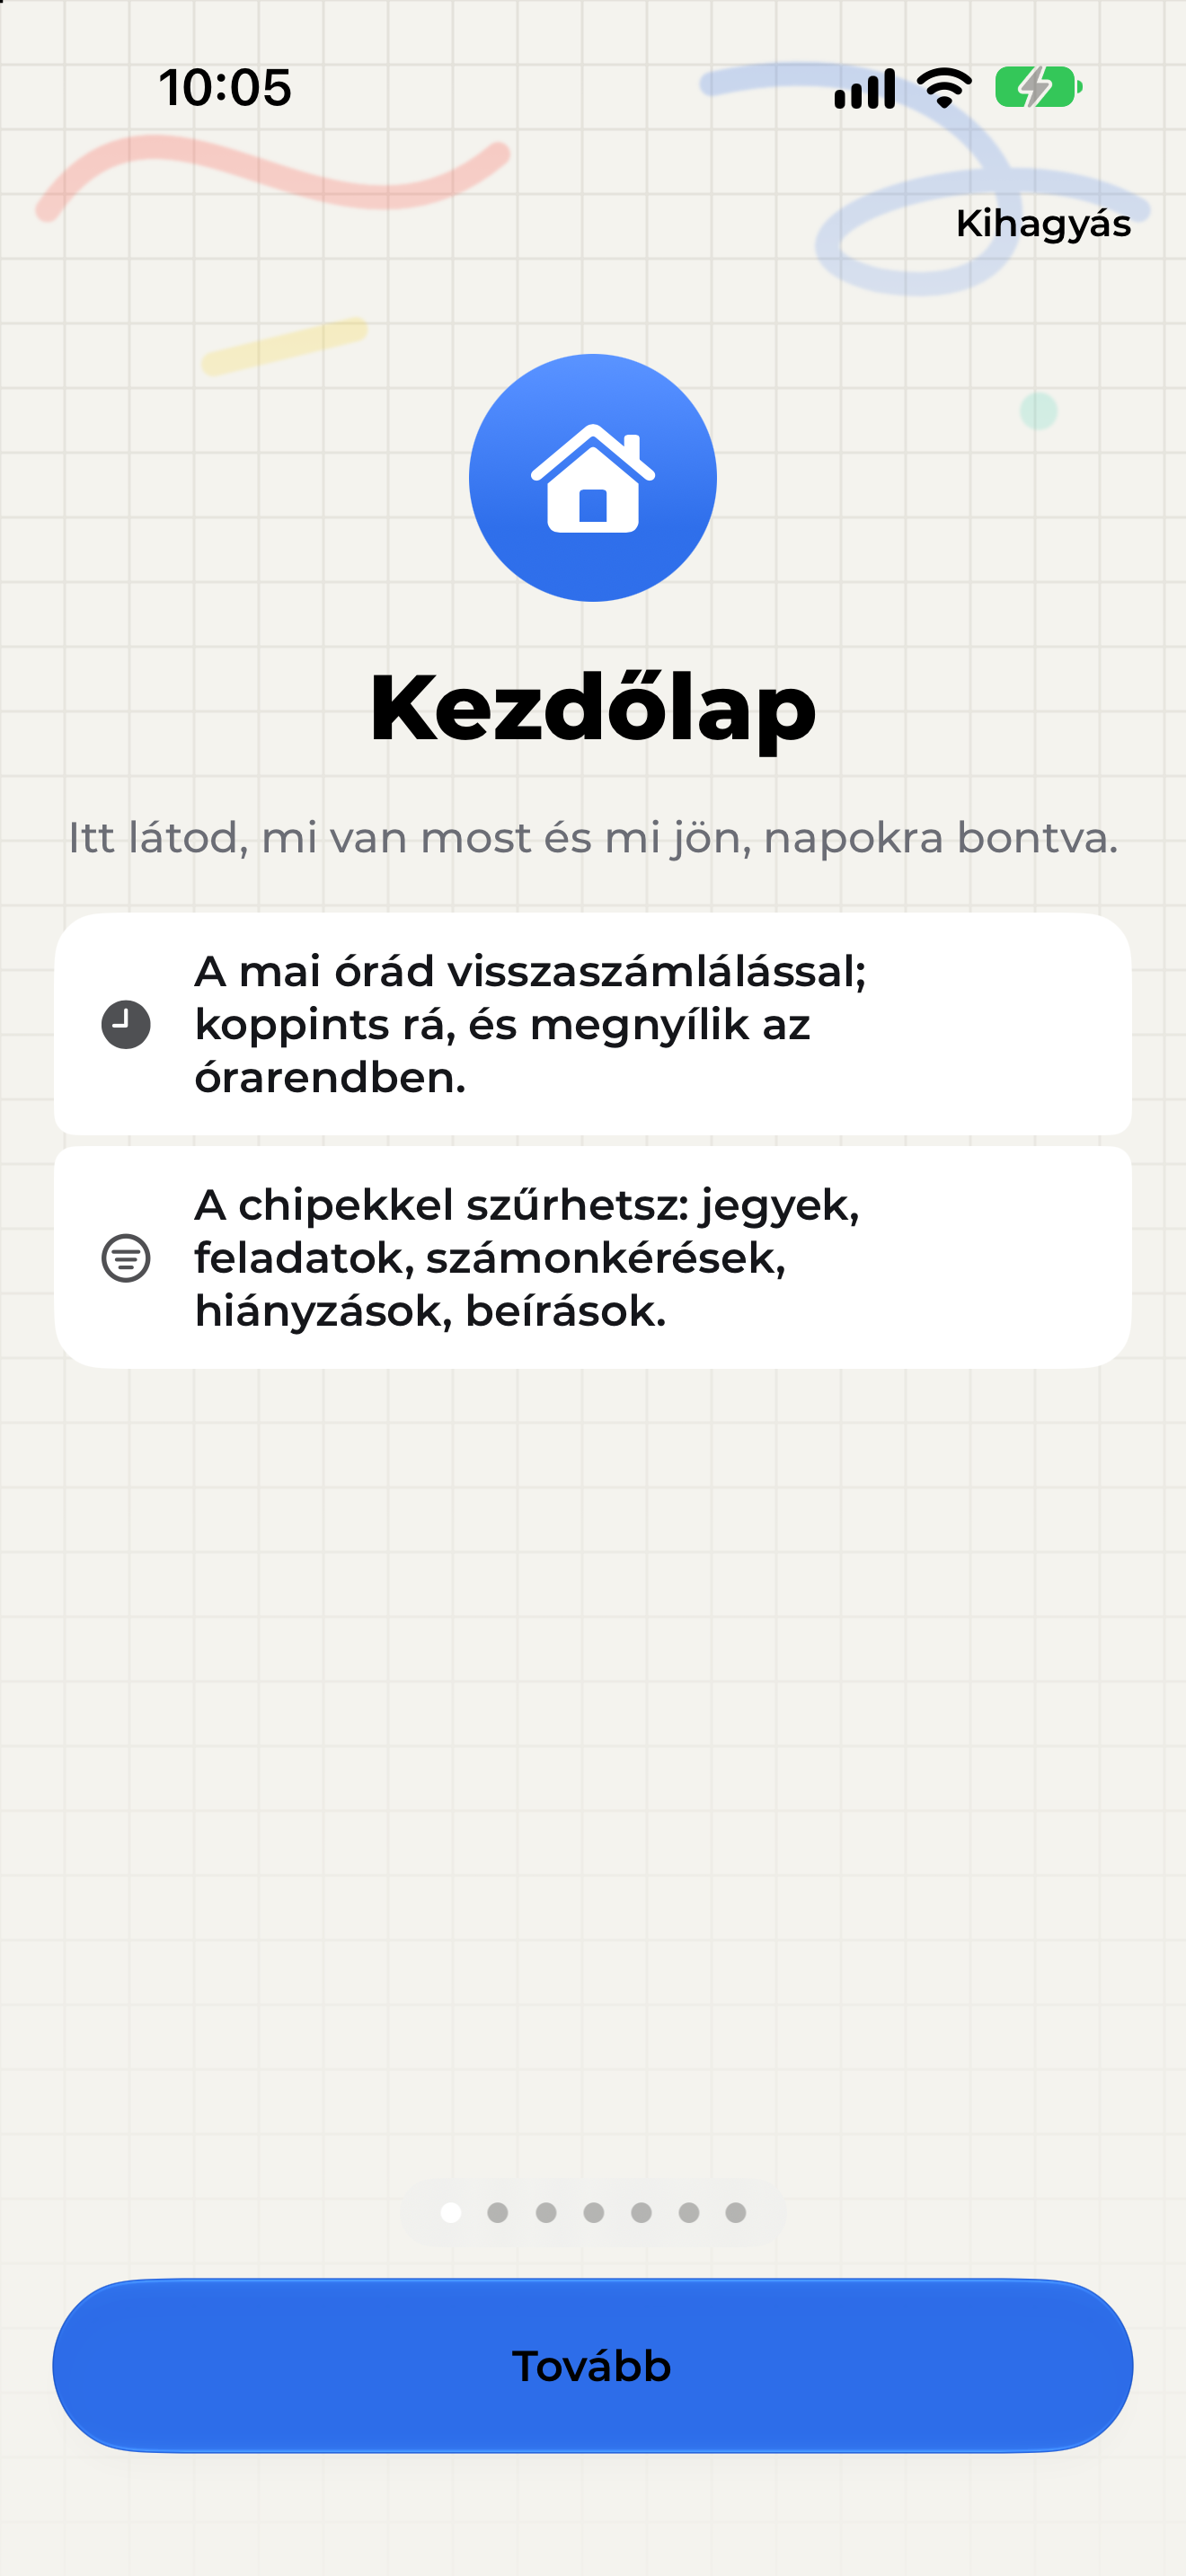 10:05
Kihagyás
Kezdőlap
Itt látod, mi van most és mi jön, napokra bontva.
A mai órád visszaszámlálással;
koppints rá, és megnyílik az
órarendben.
A chipekkel szűrhetsz: jegyek,
feladatok, számonkérések,
hiányzások, beírások.
Tovább